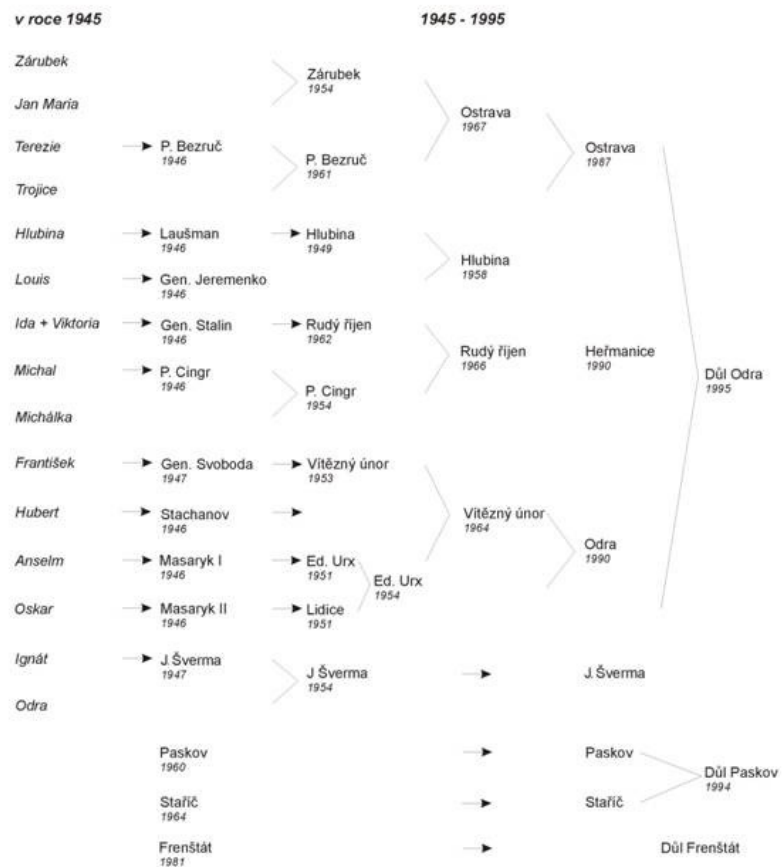 v roce 1945
1945 - 1995
Zárubek
Jan Maria
Zárubek
1954
Ostrava
1967
Terezie
P. Bezruč
1946
P. Bezruč
1961
Ostrava
1987
Trojice
Hlubina
Laušman
1946
Hlubina
1949
Hlubina
1958
Louis
Gen. Jeremenko
1946
Ida + Viktoria
Gen. Stalin
1946
Rudý říjen
1962
Rudý říjen
1966
Heřmanice
1990
Důl Odra
1995
Michal
P. Cingr
1946
P. Cingr
1954
Michálka
František
Gen. Svoboda
1947
Vítězný únor
1953
Hubert
Stachanov
1946
Vítězný únor
1964
Odra
1990
Anselm
Masaryk I
1946
Ed. Urx
1951
Ed. Urx
1954
Oskar
Masaryk II
1946
Lidice
1951
Ignát
J. Šverma
1947
J Šverma
1954
J. Šverma
Odra
Paskov
1960
Paskov
Důl Paskov
1994
Staříč
1964
Staříč
Frenštát
1981
Důl Frenštát